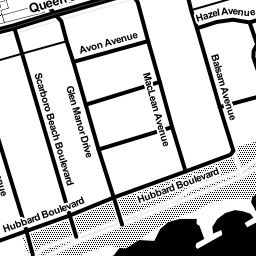 Queen
Hazel Avenue
Avon Avenue
Scarboro Beach Boulevard
Glen Manor Drive
MacLean Avenue
Balsam Avenue
Hubbard Boulevard
Hubbard Boulevard